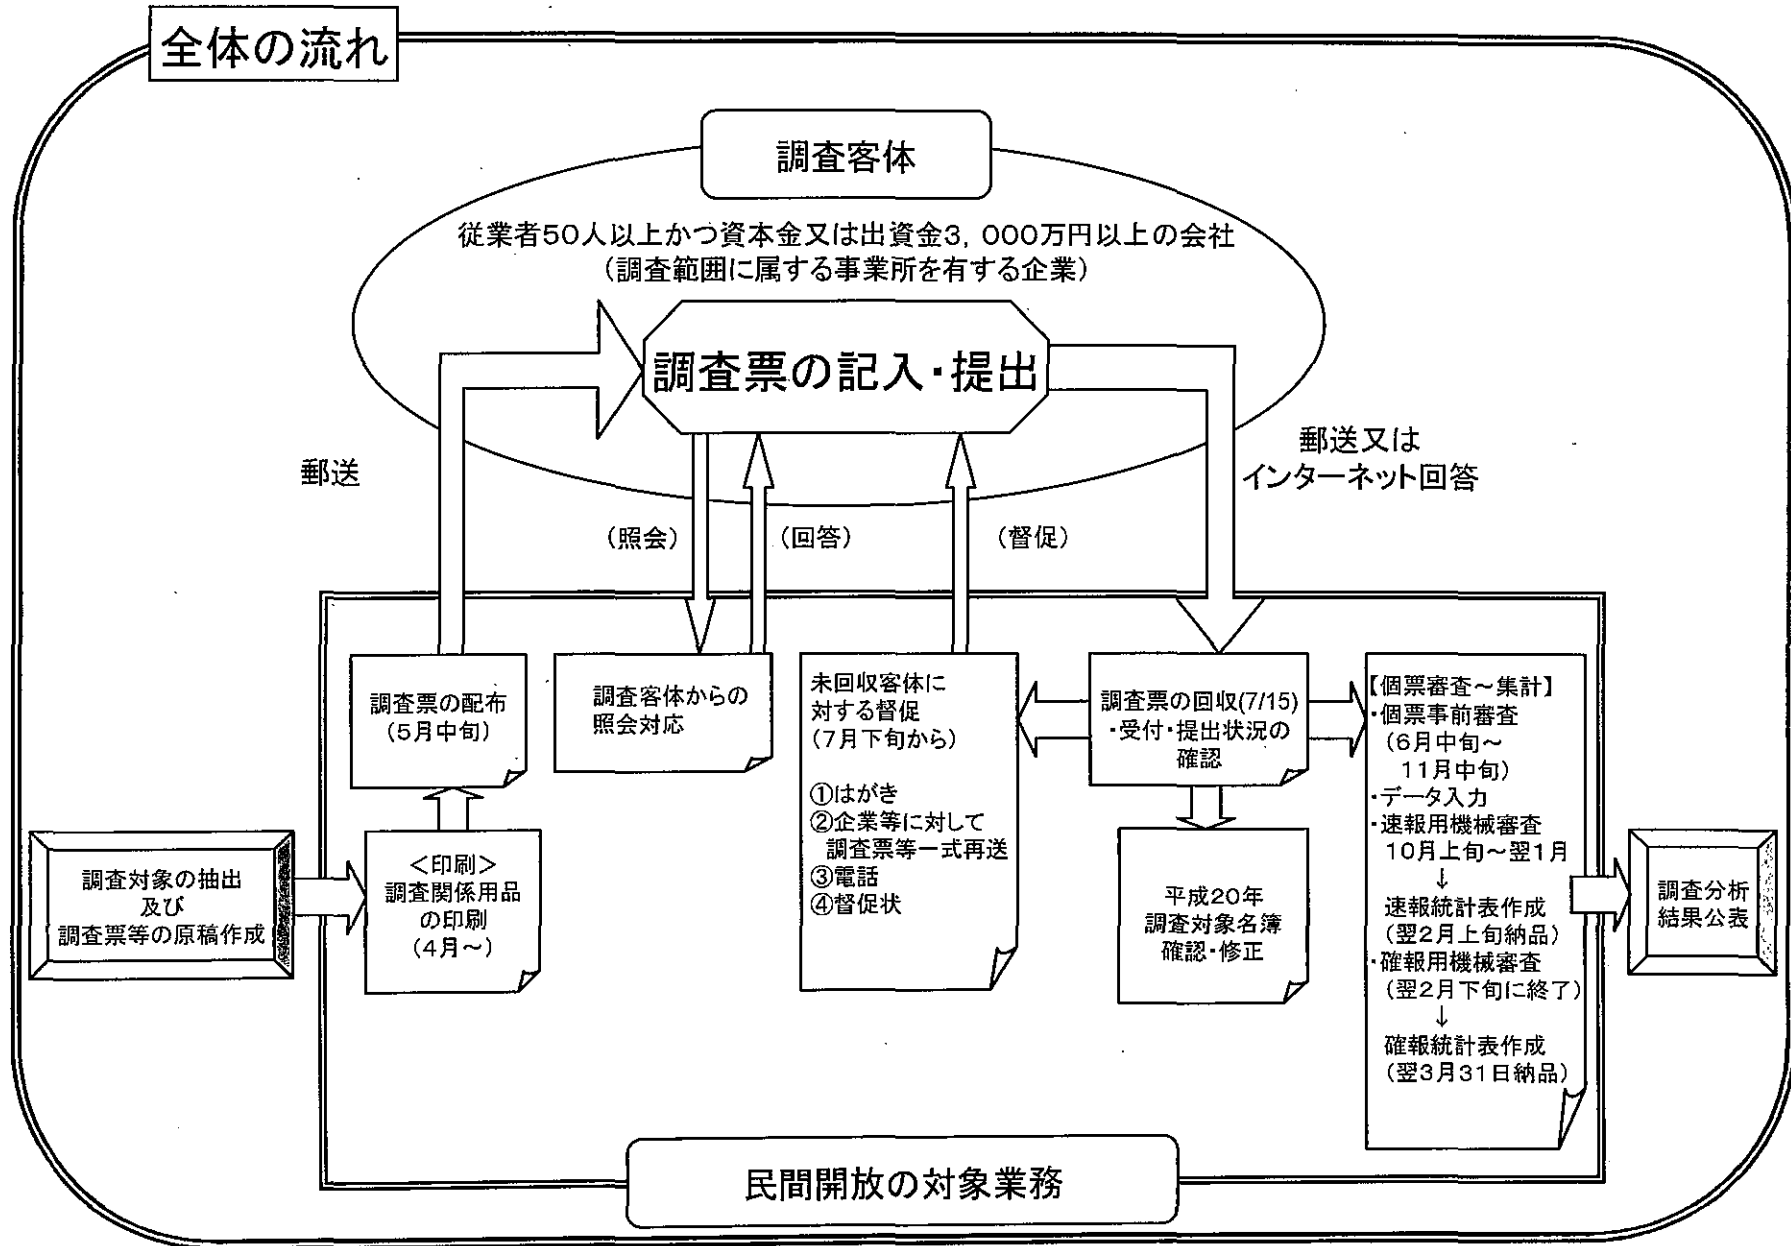 全体の流れ
調査客体
従業者50人以上かつ資本金又は出資金3,000万円以上の会社
(調査範囲に属する事業所を有する企業)
調査票の記入・提出
郵送
郵送又は
インターネット回答
(照会)
(回答)
(督促)
調査対象の抽出
及び
調査票等の原稿作成
<印刷>
調査関係用品
の印刷
(4月~)
調査票の配布
(5月中旬)
調査客体からの
照会対応
未回収客体に
対する督促
(7月下旬から)
①はがき
②企業等に対して
調査票等一式再送
③電話
④督促状
調査票の回収(7/15)
・受付・提出状況の
確認
平成20年
調査対象名簿
確認・修正
【個票審査~集計】
・個票事前審査
(6月中旬~
11月中旬)
・データ入力
・速報用機械審査
10月上旬~翌1月
↓
速報統計表作成
(翌2月上旬納品)
・確報用機械審査
(翌2月下旬に終了)
↓
確報統計表作成
(翌3月31日納品)
調査分析
結果公表
民間開放の対象業務